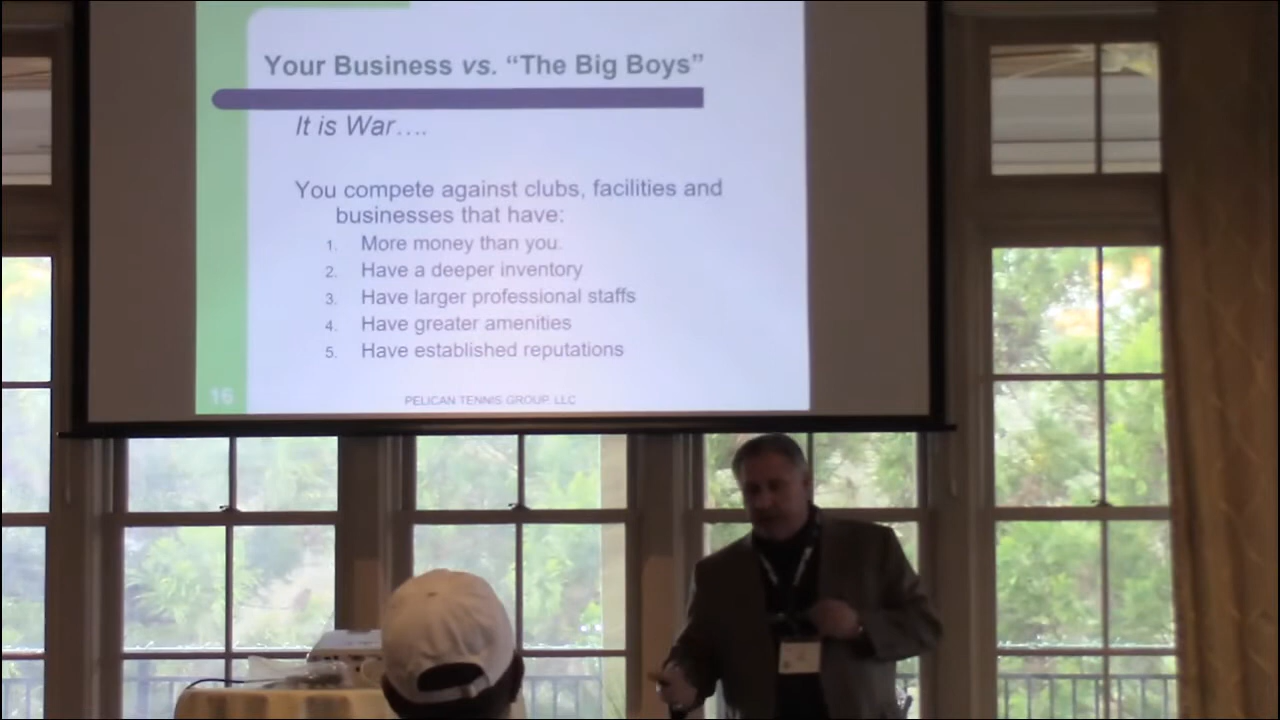 Your Business vs. “The Big Boys”
It is War….
You compete against clubs, facilities and
businesses that have:
1. More money than you.
2. Have a deeper inventory
3. Have larger professional staffs
4. Have greater amenities
5. Have established reputations
16
PELICAN TENNIS GROUP, LLC